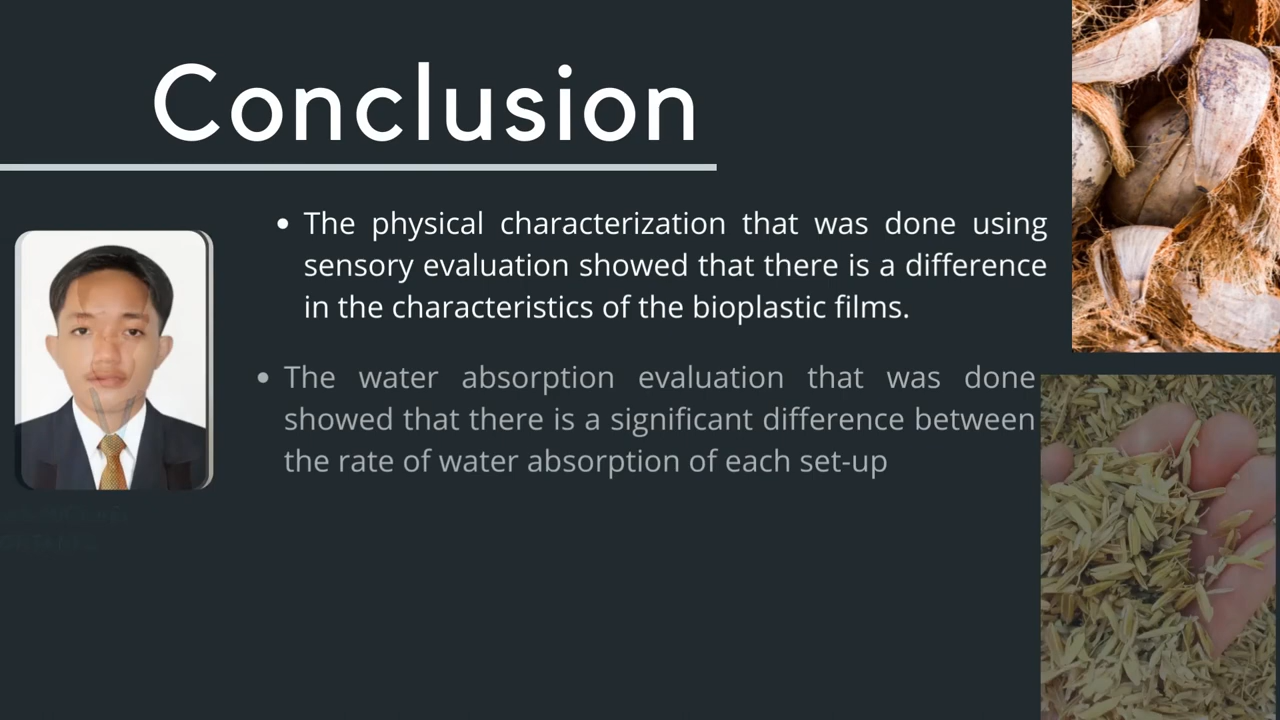 Conclusion
• The physical characterization that was done using
sensory evaluation showed that there is a difference
in the characteristics of the bioplastic films.
• The water absorption evaluation that was done
showed that there is a significant difference between
the rate of water absorption of each set-up